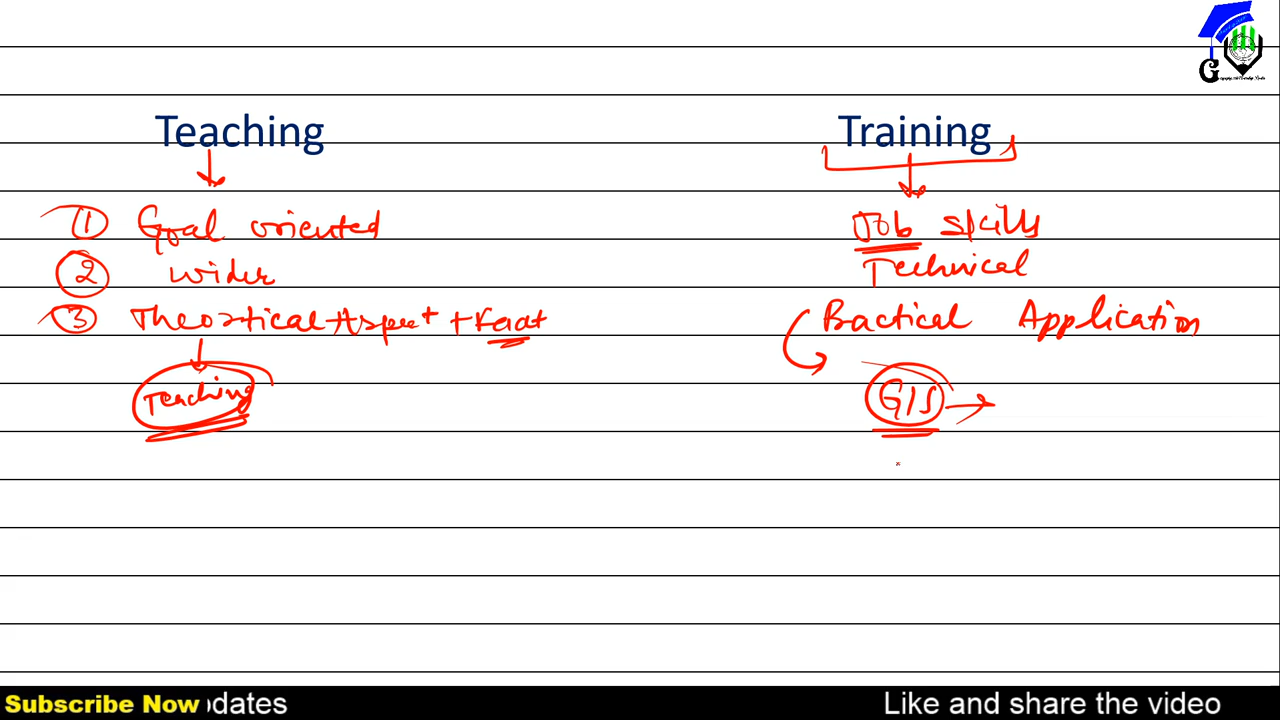 Teaching
Training
① Goal oriented
② wider
③ Theortical Aspect + Fact
Teaching
Job skills
Technical
Practical Application
GIS →
G
Subscribe Now dates
Like and share the video